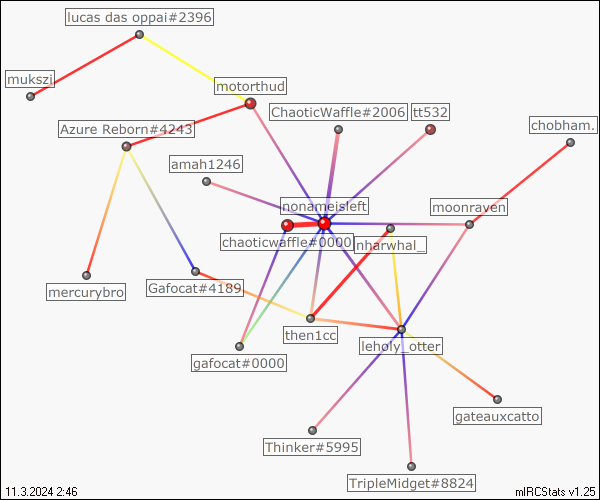 lucas das oppai#2396
mukszi
motorthud
ChaoticWaffle#2006
tt532
chobham.
Azure Reborn#4243
amah1246
nonameisleft
moonraven
chaoticwaffle#0000
nharwhal_
mercurybro
Gafocat#4189
then1cc
leholy_otter
gafocat#0000
gateauxcatto
Thinker#5995
TripleMidget#8824
11.3.2024 2:46
mIRCStats v1.25